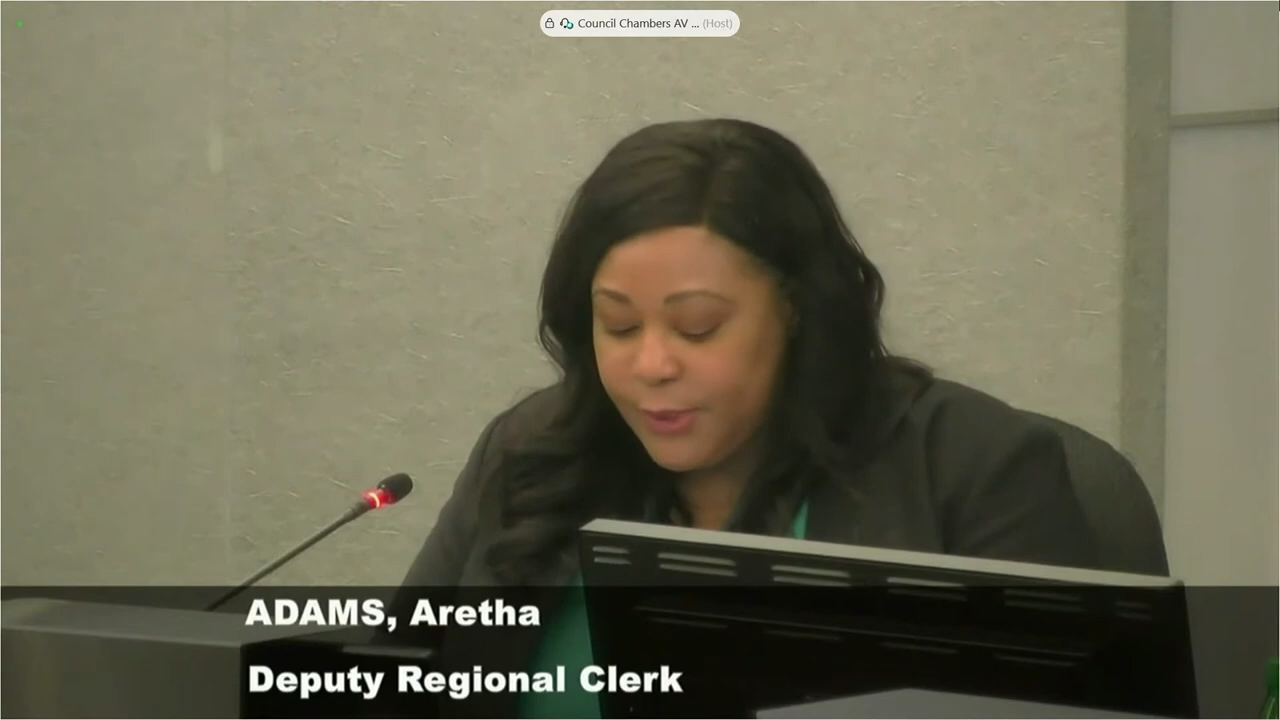 Council Chambers AV ... (Host)
ADAMS, Aretha
Deputy Regional Clerk